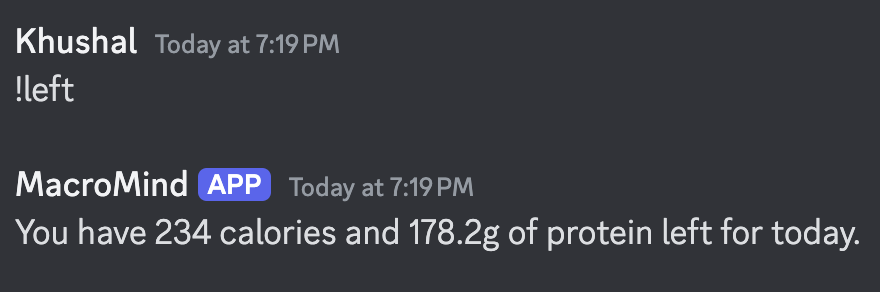 Khushal Today at 7:19 PM
!left
MacroMind APP Today at 7:19 PM
You have 234 calories and 178.2g of protein left for today.